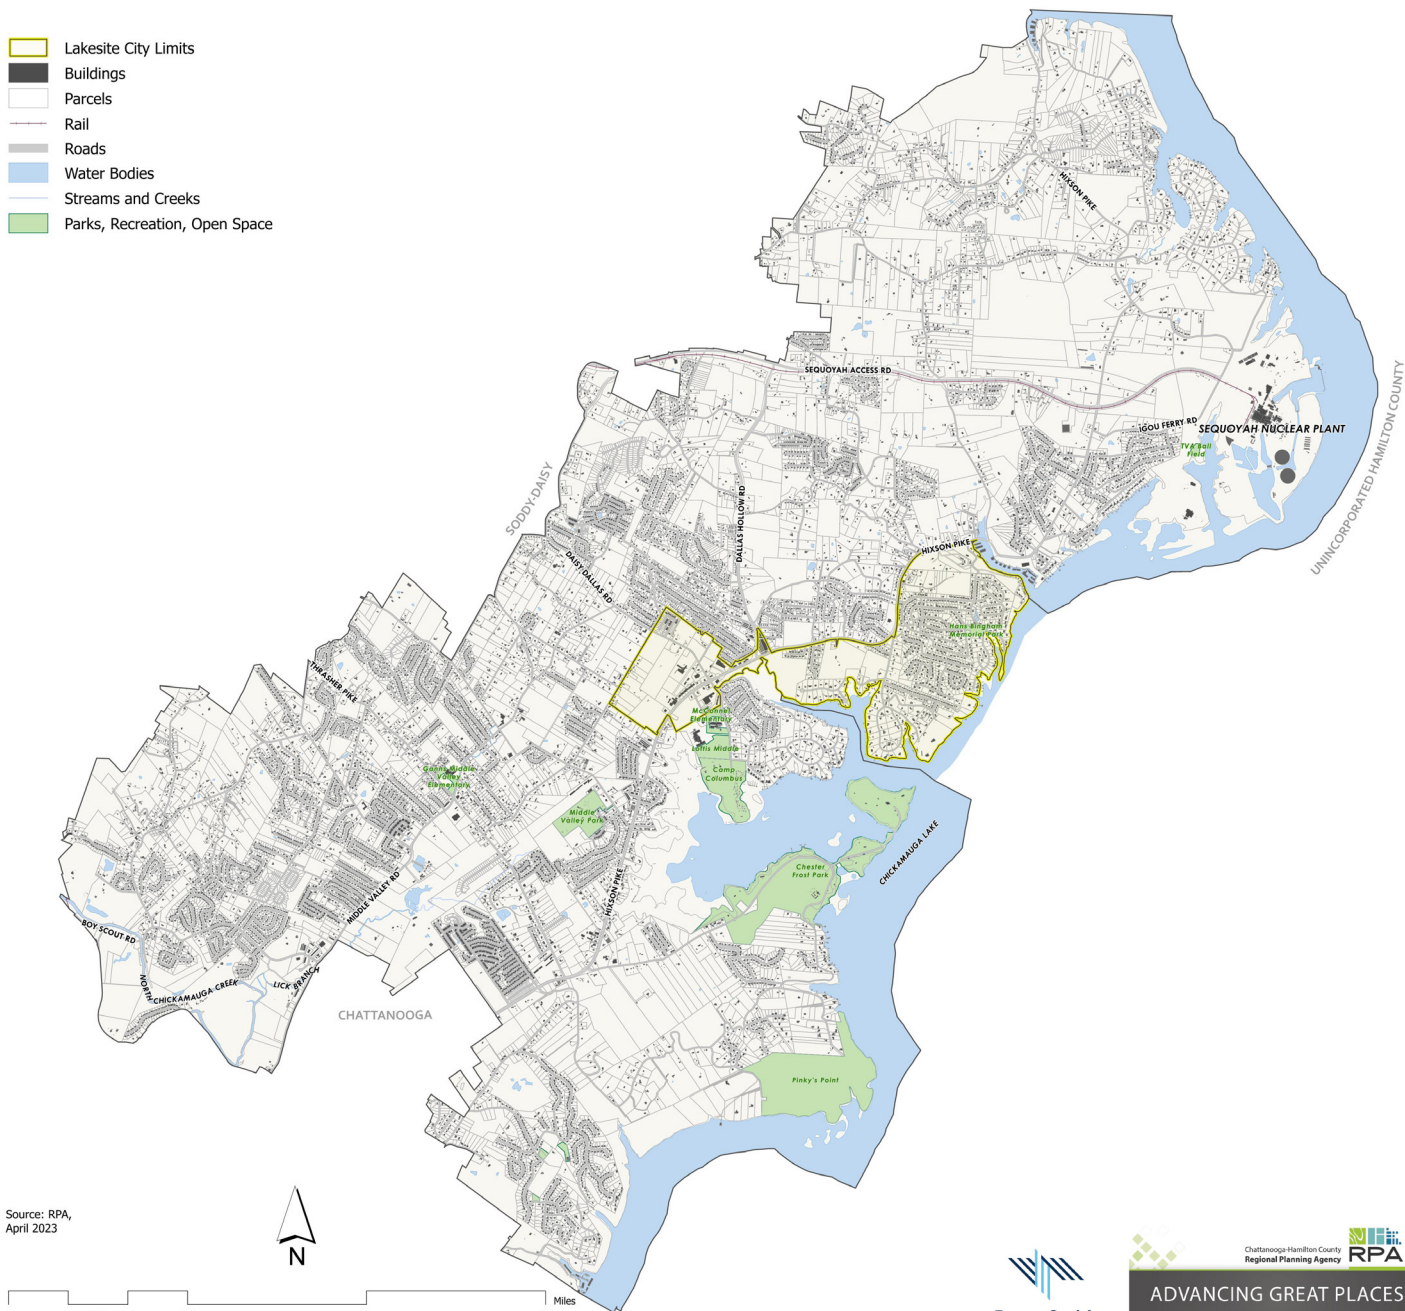 Lakesite City Limits
Buildings
Parcels
Rail
Roads
Water Bodies
Streams and Creeks
Parks, Recreation, Open Space
HIXSON PIKE
SEQUOYAH ACCESS RD
IGOU FERRY RD
SEQUOYAH NUCLEAR PLANT
TVA Ball
Field
UNINCORPORATED HAMILTON COUNTY
SODDY-DAISY
DALLAS HOLLOW RD
HIXSON PIKE
DAISY DALLAS RD
Hans Bingham
Memorial Park
THRASHER PIKE
McConnel
Elementary
Loftis Middle
Camp
Columbus
Ganns Middle
Valley
Elementary
Middle
Valley Park
CHICKAMAUGA LAKE
Chester
Frost Park
HIXSON PIKE
MIDDLE VALLEY RD
BOY SCOUT RD
NORTH CHICKAMAUGA CREEK
LICK BRANCH
CHATTANOOGA
Pinky's Point
Source: RPA,
April 2023
N
Miles
Chattanooga-Hamilton County
Regional Planning Agency
RPA
ADVANCING GREAT PLACES